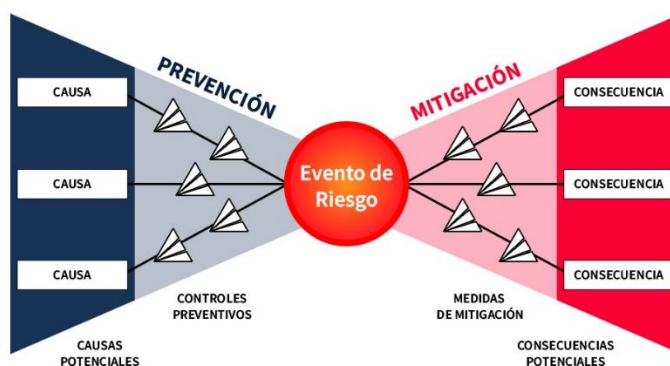 PREVENCIÓN
MITIGACIÓN
CAUSA
CAUSA
CAUSA
Evento de
Riesgo
CONSECUENCIA
CONSECUENCIA
CONSECUENCIA
CONTROLES
PREVENTIVOS
MEDIDAS
DE MITIGACIÓN
CAUSAS
POTENCIALES
CONSECUENCIAS
POTENCIALES